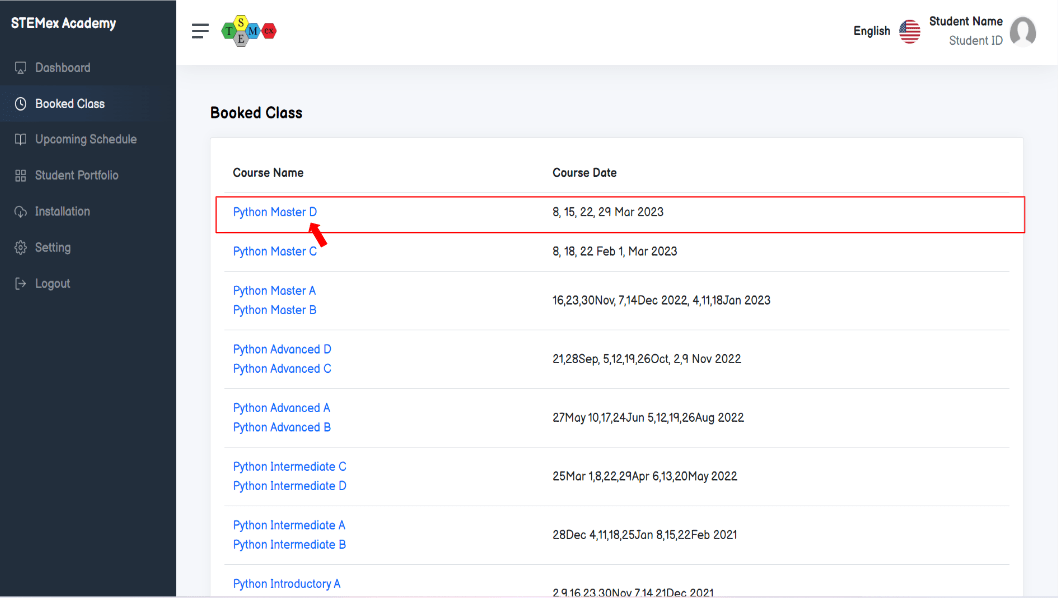 STEMex Academy
Dashboard
Booked Class
Upcoming Schedule
Student Portfolio
Installation
Setting
Logout
S
T M ex
E
English
Student Name
Student ID
Booked Class
Course Name Course Date
Python Master D 8, 15, 22, 29 Mar 2023
Python Master C 8, 18, 22 Feb 1, Mar 2023
Python Master A
Python Master B
16,23,30Nov, 7,14Dec 2022, 4,11,18Jan 2023
Python Advanced D
Python Advanced C
21,28Sep, 5,12,19,26Oct, 2,9 Nov 2022
Python Advanced A
Python Advanced B
27May 10,17,24Jun 5,12,19,26Aug 2022
Python Intermediate C
Python Intermediate D
25Mar 1,8,22,29Apr 6,13,20May 2022
Python Intermediate A
Python Intermediate B
28Dec 4,11,18,25Jan 8,15,22Feb 2021
Python Introductory A
2,9,16,23,30Nov 7,14,21Dec 2021